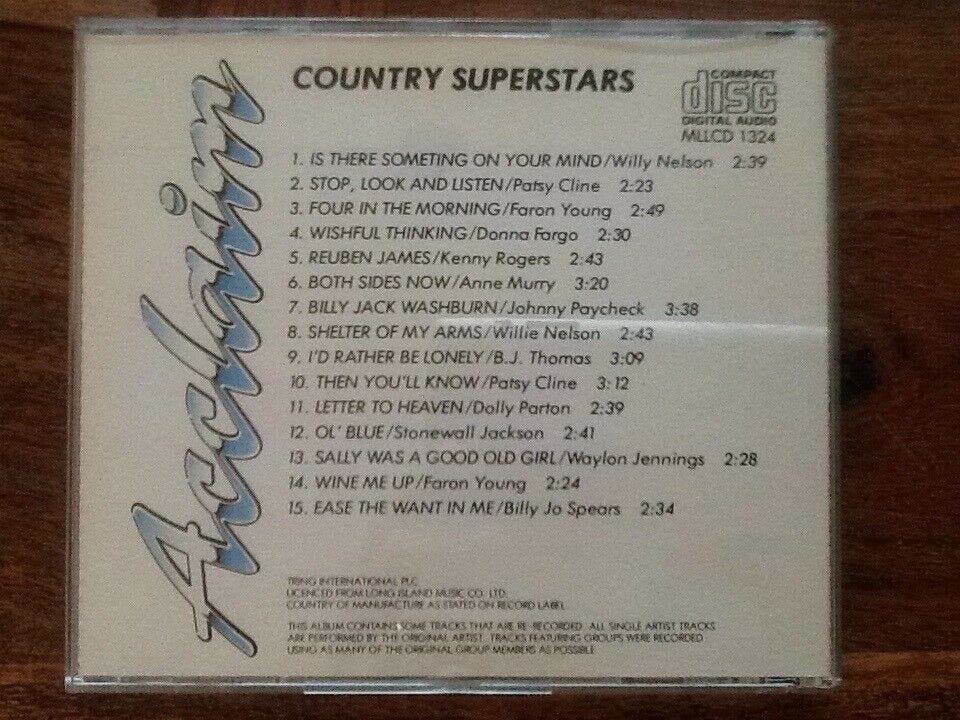 Acclaim
COUNTRY SUPERSTARS
COMPACT
disc
DIGITAL AUDIO
MLLCD 1324
1. IS THERE SOMETING ON YOUR MIND/Willy Nelson 2:39
2. STOP, LOOK AND LISTEN/Patsy Cline 2:23
3. FOUR IN THE MORNING/Faron Young 2:49
4. WISHFUL THINKING/Donna Fargo 2:30
5. REUBEN JAMES/Kenny Rogers 2:43
6. BOTH SIDES NOW/Anne Murry 3:20
7. BILLY JACK WASHBURN/Johnny Paycheck 3:38
8. SHELTER OF MY ARMS/Willie Nelson 2:43
9. I'D RATHER BE LONELY/B.J. Thomas 3:09
10. THEN YOU'LL KNOW/Patsy Cline 3:12
11. LETTER TO HEAVEN/Dolly Parton 2:39
12. OL' BLUE/Stonewall Jackson 2:41
13. SALLY WAS A GOOD OLD GIRL/Waylon Jennings 2:28
14. WINE ME UP/Faron Young 2:24
15. EASE THE WANT IN ME/Billy Jo Spears 2:34
TRING INTERNATIONAL PLC
LICENCED FROM LONG ISLAND MUSIC CO. LTD.
COUNTRY OF MANUFACTURE AS STATED ON RECORD LABEL
THIS ALBUM CONTAINS SOME TRACKS THAT ARE RE-RECORDED. ALL SINGLE ARTIST TRACKS
ARE PERFORMED BY THE ORIGINAL ARTIST. TRACKS FEATURING GROUPS WERE RECORDED
USING AS MANY OF THE ORIGINAL GROUP MEMBERS AS POSSIBLE